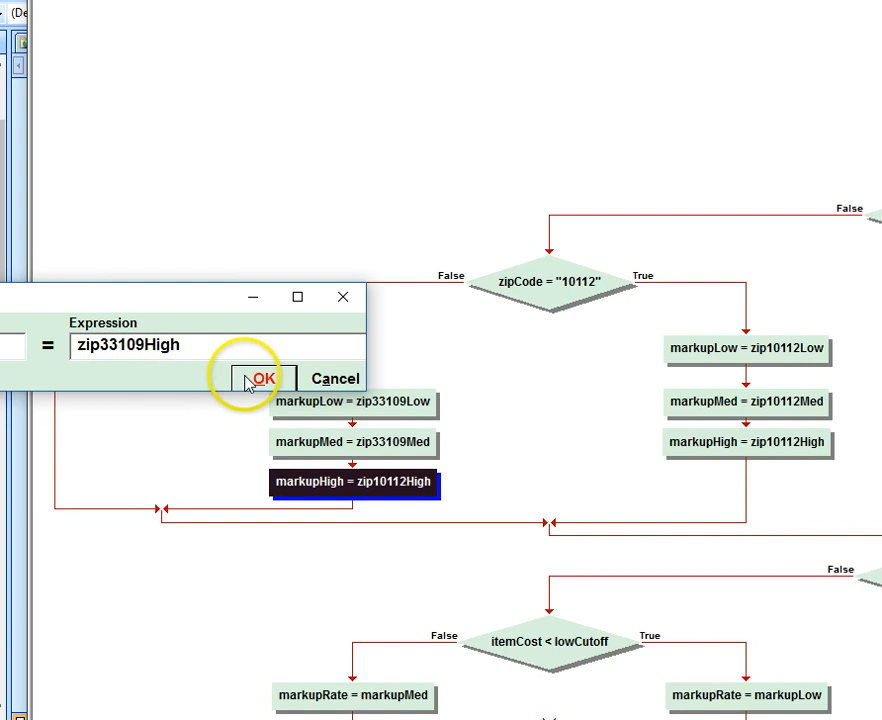 (De
False
False
zipCode = "10112"
True
Expression
=
zip33109High
OK
Cancel
markupLow = zip10112Low
markupMed = zip10112Med
markupHigh = zip10112High
markupLow = zip33109Low
markupMed = zip33109Med
markupHigh = zip10112High
False
False
itemCost < lowCutoff
True
markupRate = markupMed
markupRate = markupLow